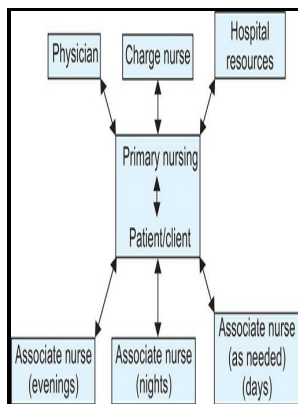 Physician
Charge nurse
Hospital
resources
Primary nursing
Patient/client
Associate nurse
(evenings)
Associate nurse
(nights)
Associate nurse
(as needed)
(days)